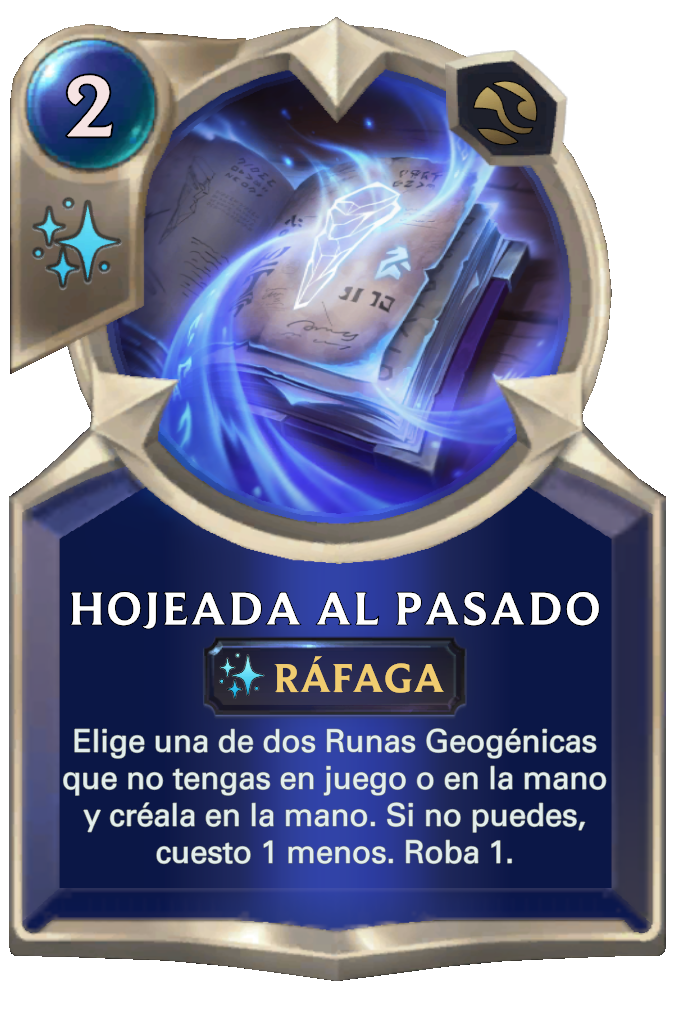 2
HOJEADA AL PASADO
RÁFAGA
Elige una de dos Runas Geogénicas
que no tengas en juego o en la mano
y créala en la mano. Si no puedes,
cuesto 1 menos. Roba 1.